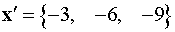 x′ = {−3, −6, −9}